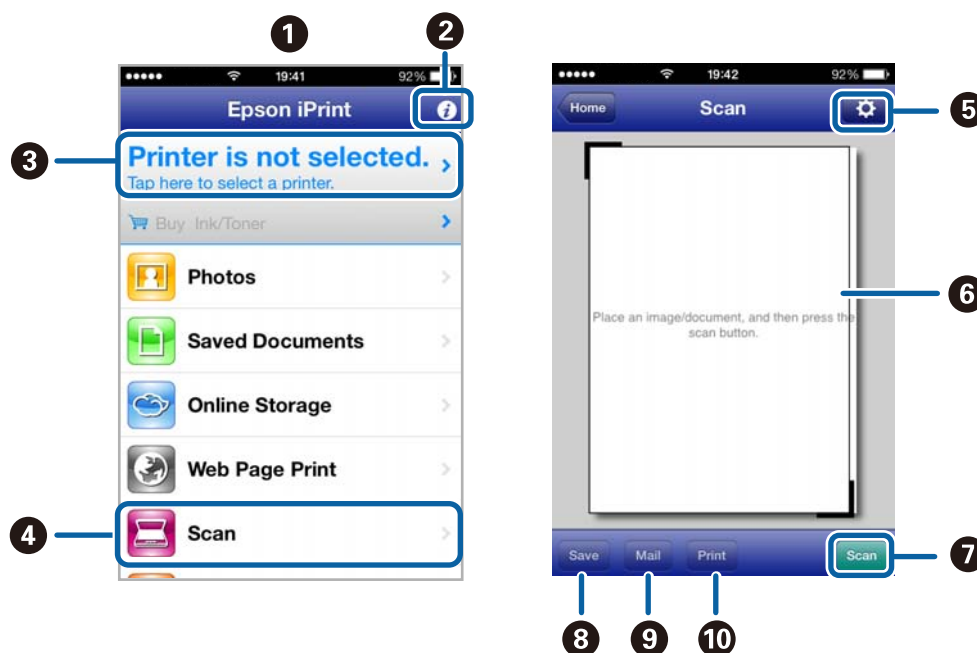 1
2
19:41
92%
Epson iPrint
i
3
Printer is not selected.
Tap here to select a printer.
Buy Ink/Toner
Photos
Saved Documents
Online Storage
Web Page Print
4
Scan
19:42
92%
Home
Scan
5
6
Place an image/document, and then press the
scan button.
Save
Mail
Print
Scan
7
8
9
10